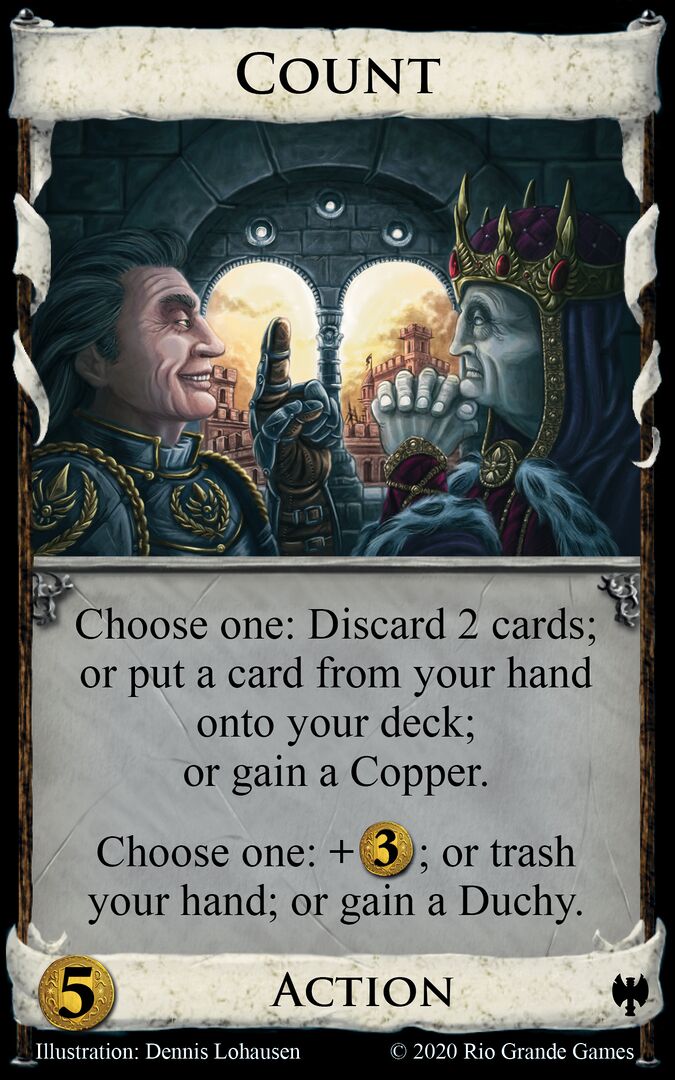 COUNT
Choose one: Discard 2 cards;
or put a card from your hand
onto your deck;
or gain a Copper.
Choose one: +3; or trash
your hand; or gain a Duchy.
5 ACTION
Illustration: Dennis Lohausen © 2020 Rio Grande Games